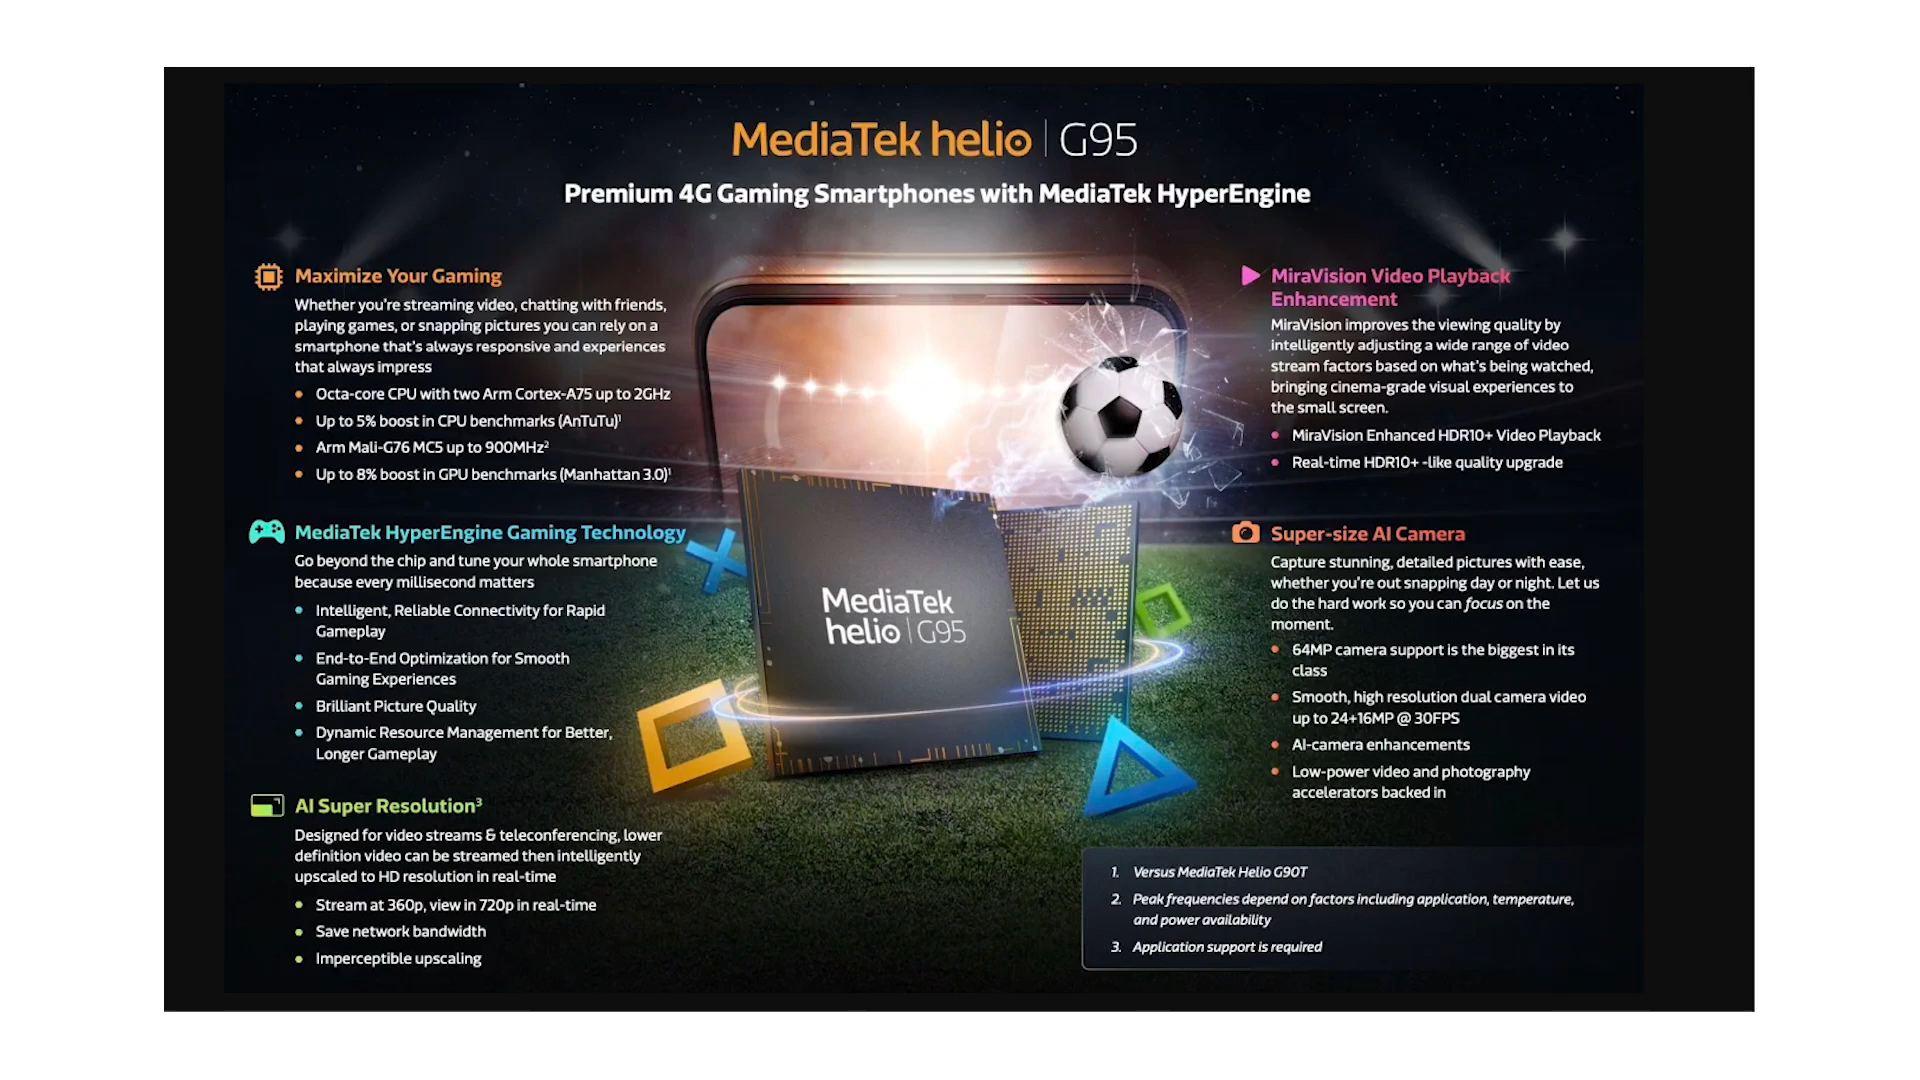 MediaTek helio | G95
Premium 4G Gaming Smartphones with MediaTek HyperEngine
Maximize Your Gaming
Whether you're streaming video, chatting with friends,
playing games, or snapping pictures you can rely on a
smartphone that's always responsive and experiences
that always impress
• Octa-core CPU with two Arm Cortex-A75 up to 2GHz
• Up to 5% boost in CPU benchmarks (AnTuTu)¹
• Arm Mali-G76 MC5 up to 900MHz²
• Up to 8% boost in GPU benchmarks (Manhattan 3.0)¹
MediaTek HyperEngine Gaming Technology
Go beyond the chip and tune your whole smartphone
because every millisecond matters
• Intelligent, Reliable Connectivity for Rapid
Gameplay
• End-to-End Optimization for Smooth
Gaming Experiences
• Brilliant Picture Quality
• Dynamic Resource Management for Better,
Longer Gameplay
AI Super Resolution³
Designed for video streams & teleconferencing, lower
definition video can be streamed then intelligently
upscaled to HD resolution in real-time
• Stream at 360p, view in 720p in real-time
• Save network bandwidth
• Imperceptible upscaling
MediaTek
helio | G95
MiraVision Video Playback
Enhancement
MiraVision improves the viewing quality by
intelligently adjusting a wide range of video
stream factors based on what's being watched,
bringing cinema-grade visual experiences to
the small screen.
• MiraVision Enhanced HDR10+ Video Playback
• Real-time HDR10+ -like quality upgrade
Super-size AI Camera
Capture stunning, detailed pictures with ease,
whether you're out snapping day or night. Let us
do the hard work so you can focus on the
moment.
• 64MP camera support is the biggest in its
class
• Smooth, high resolution dual camera video
up to 24+16MP @ 30FPS
• AI-camera enhancements
• Low-power video and photography
accelerators backed in
1. Versus MediaTek Helio G90T
2. Peak frequencies depend on factors including application, temperature,
and power availability
3. Application support is required